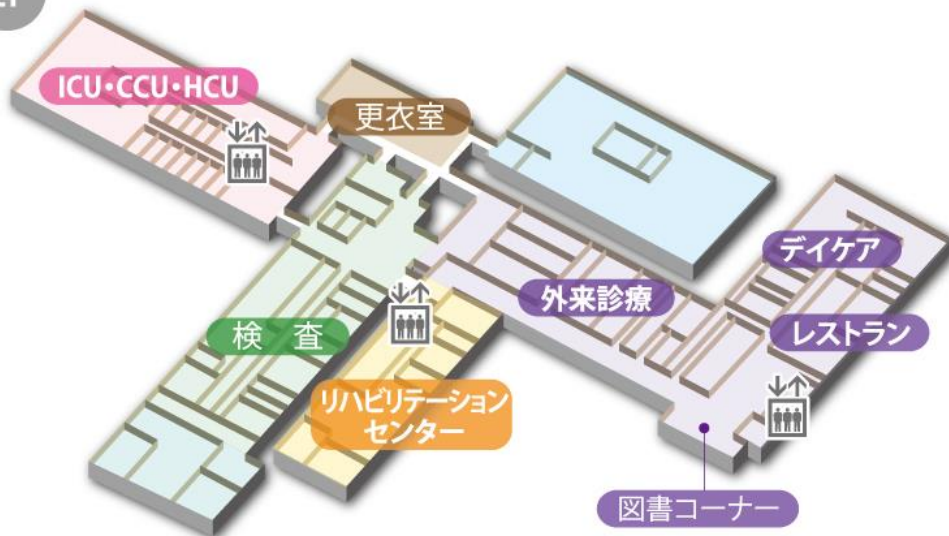 ICU・CCU・HCU
更衣室
デイケア
外来診療
レストラン
検 査
リハビリテーション
センター
図書コーナー